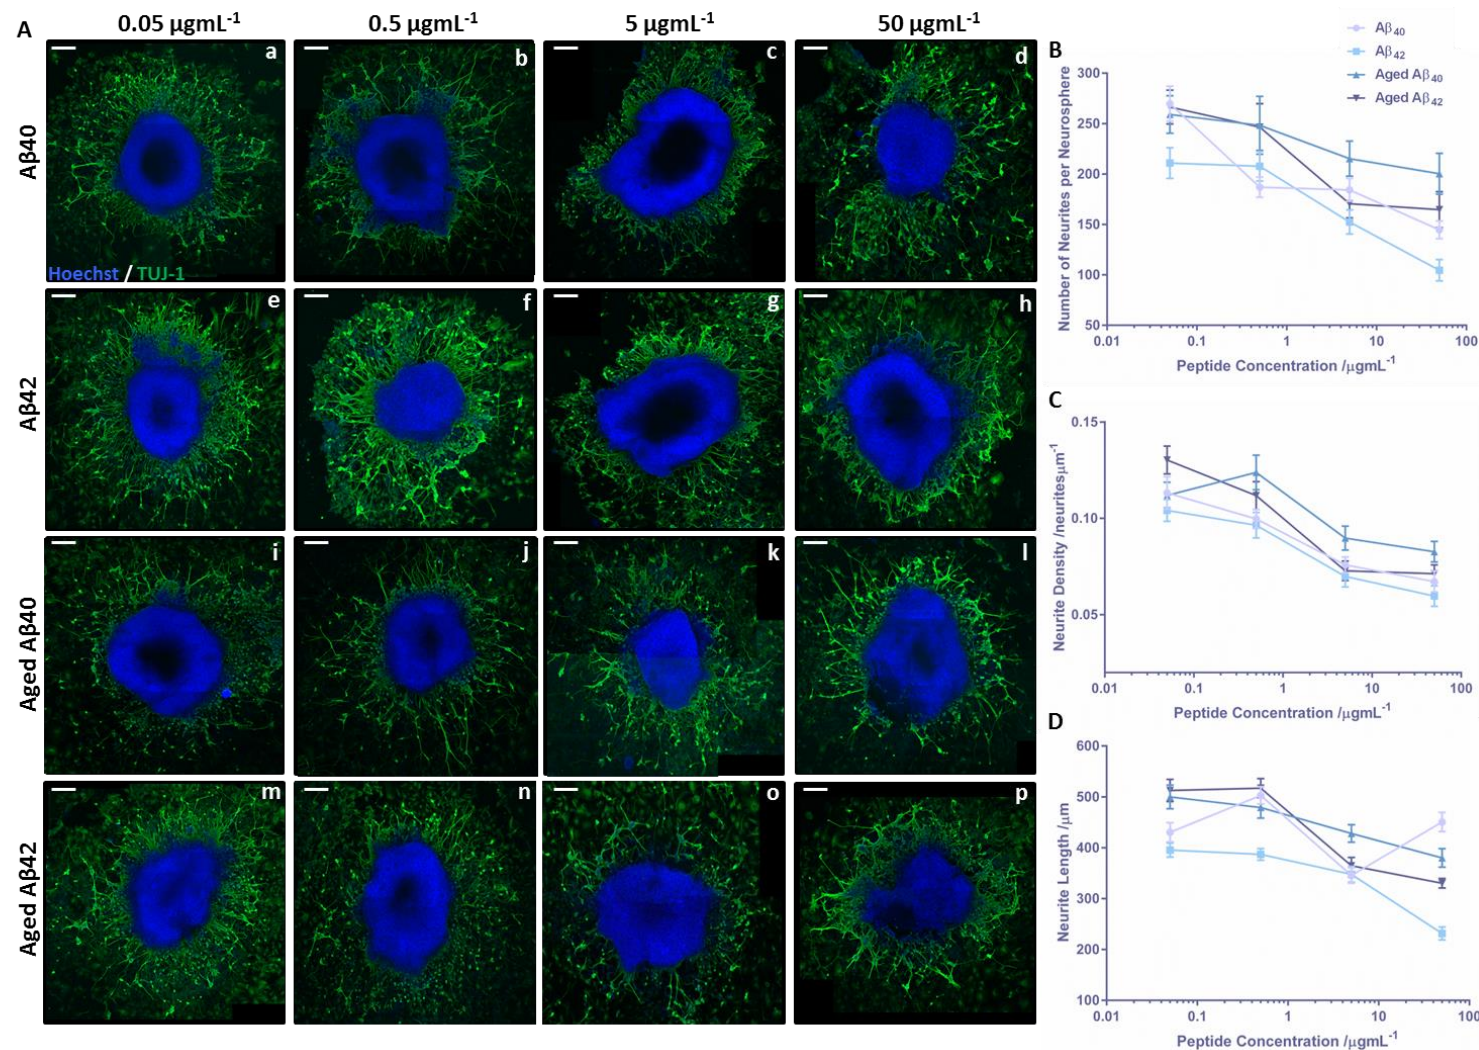 A
0.05 µgmL⁻¹ 0.5 µgmL⁻¹ 5 µgmL⁻¹ 50 µgmL⁻¹
Aβ40
a b c d
Hoechst / TUJ-1
Aβ42
e f g h
Aged Aβ40
i j k l
Aged Aβ42
m n o p
B
Aβ₄₀
Aβ₄₂
Aged Aβ₄₀
Aged Aβ₄₂
Number of Neurites per Neurosphere
300
250
200
150
100
50
0.01 0.1 1 10 100
Peptide Concentration /µgmL⁻¹
C
Neurite Density /neuritesµm⁻¹
0.15
0.10
0.05
0.01 0.1 1 10 100
Peptide Concentration /µgmL⁻¹
D
Neurite Length /µm
600
500
400
300
200
100
0.01 0.1 1 10 100
Peptide Concentration /µgmL⁻¹